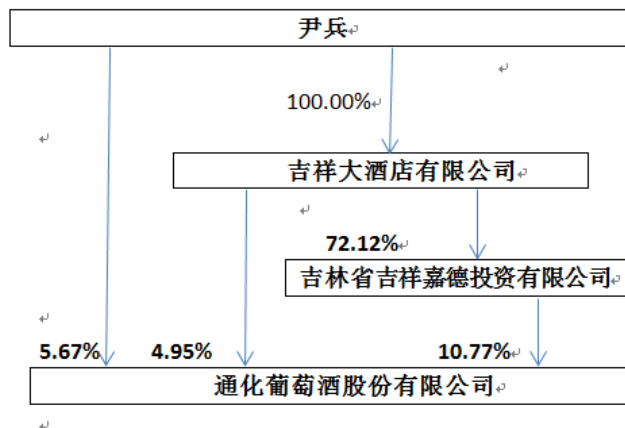 尹兵
100.00%
吉祥大酒店有限公司
72.12%
吉林省吉祥嘉德投资有限公司
5.67% 4.95% 10.77%
通化葡萄酒股份有限公司